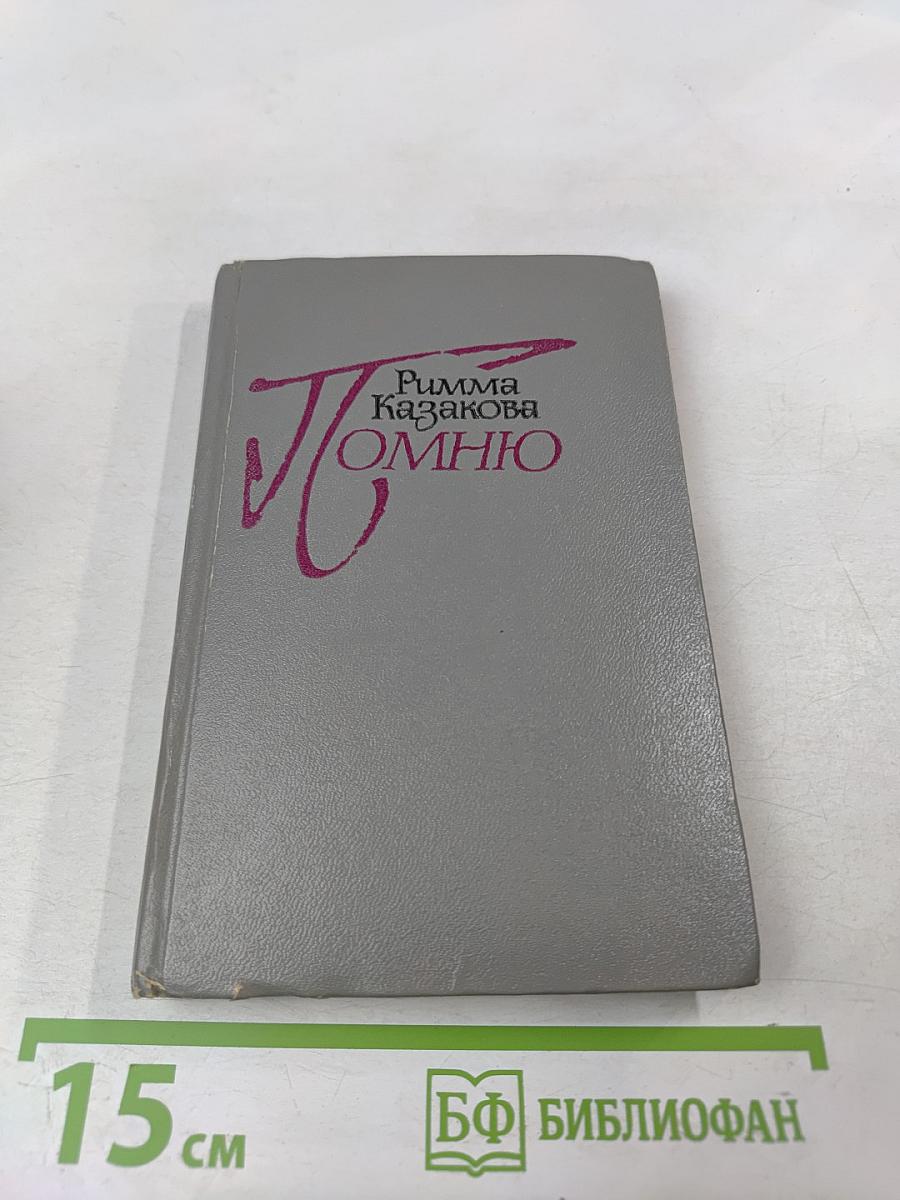 Римма
Казакова
Помню
15 см
БФ БИБЛИОФАН